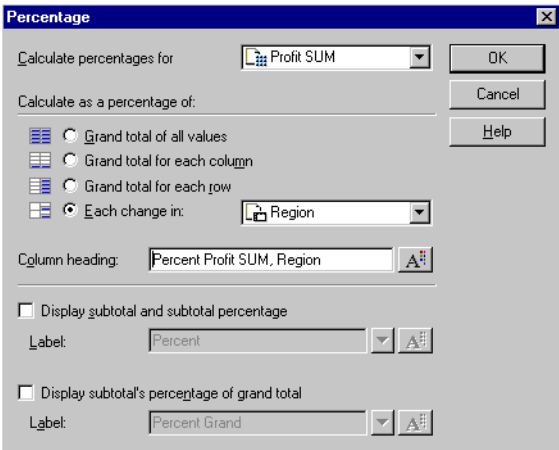 Percentage
Calculate percentages for Profit SUM OK
Calculate as a percentage of: Cancel
Grand total of all values Help
Grand total for each column
Grand total for each row
Each change in: Region
Column heading: Percent Profit SUM, Region A
Display subtotal and subtotal percentage
Label: Percent A
Display subtotal's percentage of grand total
Label: Percent Grand A